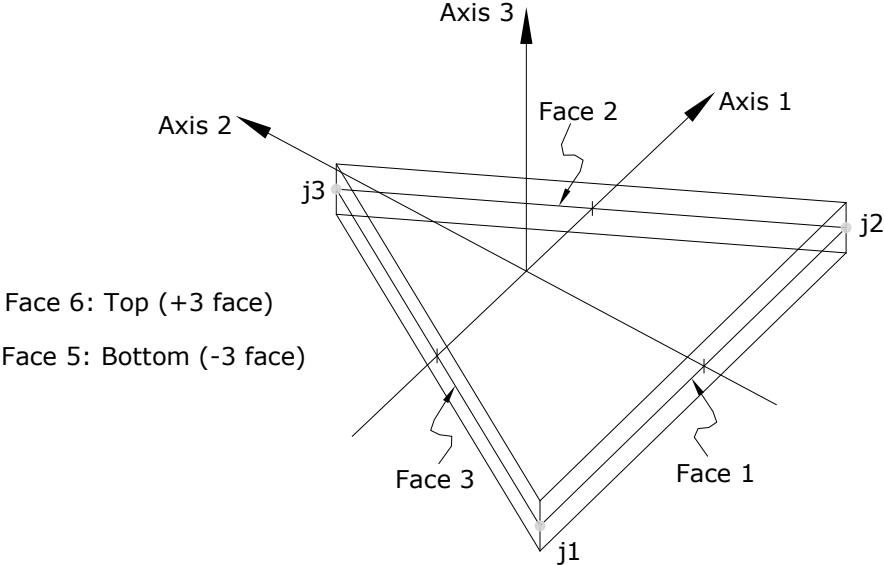 Axis 3
Axis 1
Face 2
Axis 2
j3
j2
Face 6: Top (+3 face)
Face 5: Bottom (-3 face)
Face 3
Face 1
j1